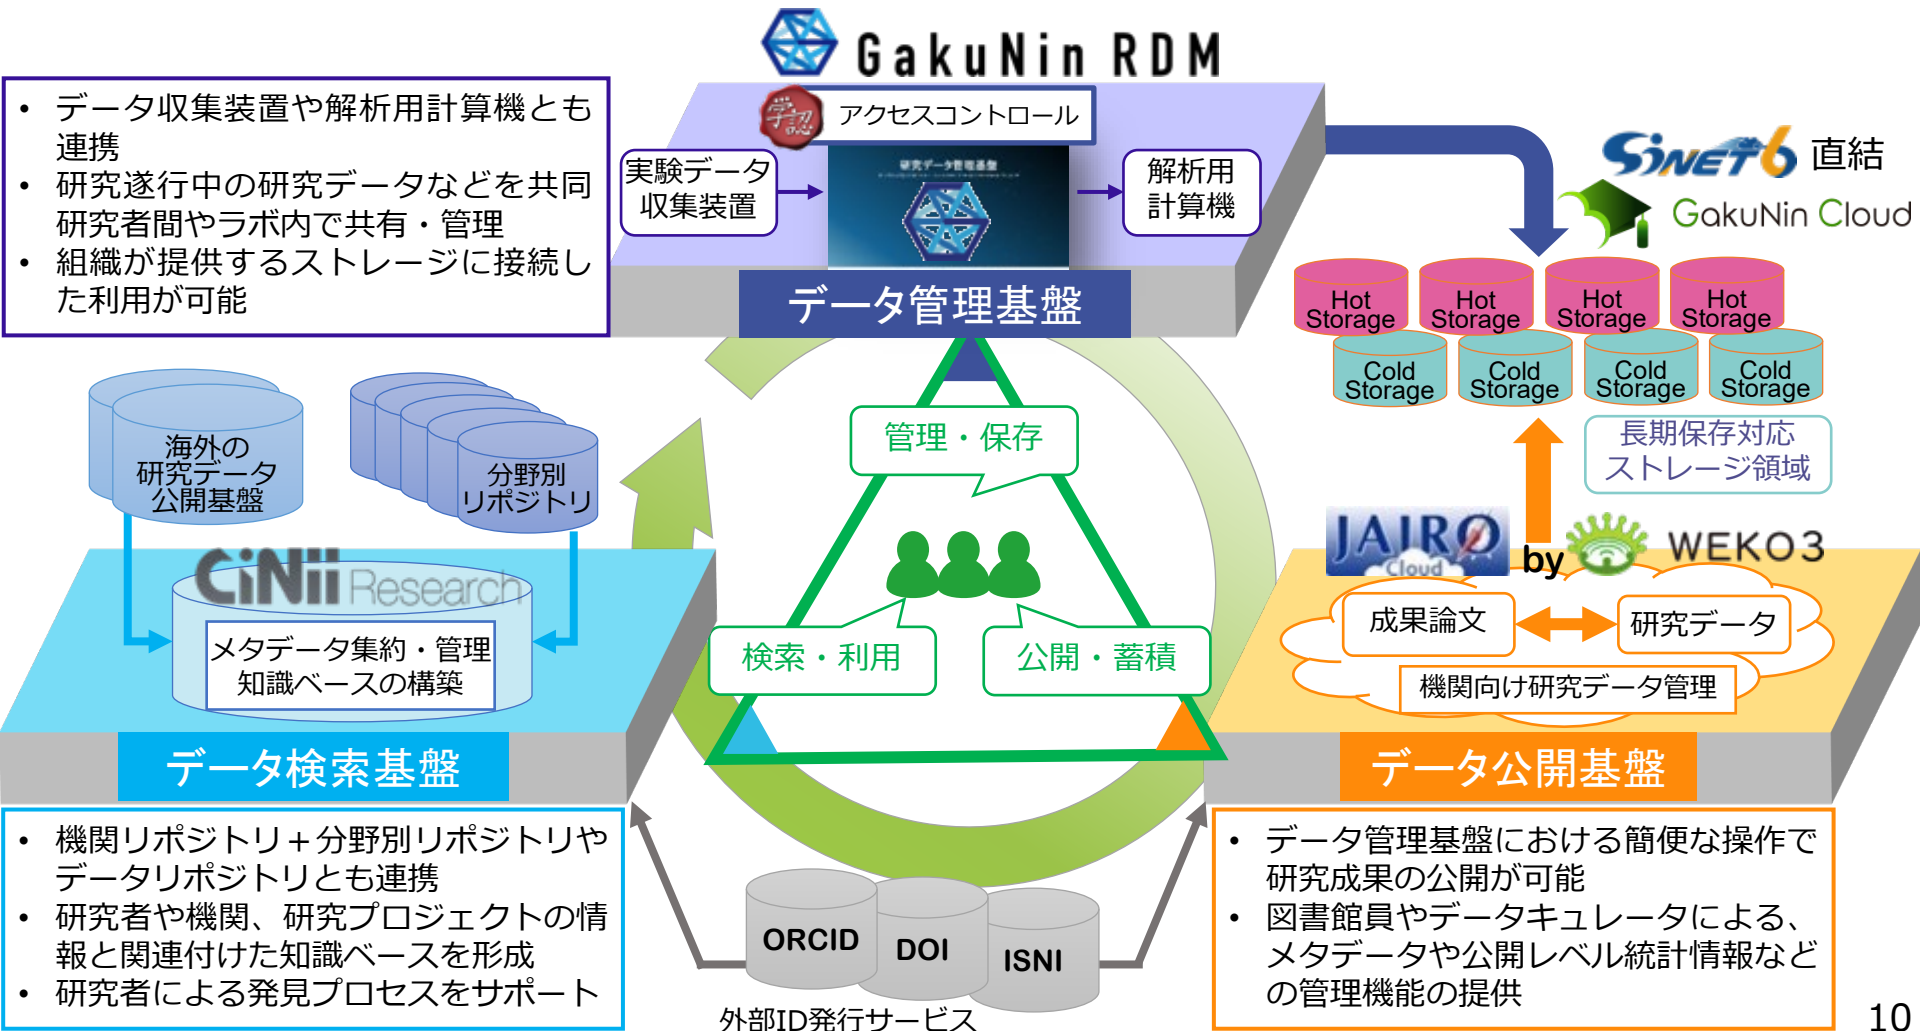 GakuNin RDM
学認
アクセスコントロール
実験データ
収集装置
研究データ管理基盤
解析用
計算機
データ管理基盤
• データ収集装置や解析用計算機とも
連携
• 研究遂行中の研究データなどを共同
研究者間やラボ内で共有・管理
• 組織が提供するストレージに接続し
た利用が可能
SiNET6 直結
GakuNin Cloud
Hot
Storage
Hot
Storage
Hot
Storage
Hot
Storage
Cold
Storage
Cold
Storage
Cold
Storage
Cold
Storage
長期保存対応
ストレージ領域
海外の
研究データ
公開基盤
分野別
リポジトリ
CiNii Research
メタデータ集約・管理
知識ベースの構築
データ検索基盤
管理・保存
検索・利用
公開・蓄積
JAIRO
Cloud
by
WEKO3
成果論文
研究データ
機関向け研究データ管理
データ公開基盤
• 機関リポジトリ+分野別リポジトリや
データリポジトリとも連携
• 研究者や機関、研究プロジェクトの情
報と関連付けた知識ベースを形成
• 研究者による発見プロセスをサポート
ORCID
DOI
ISNI
外部ID発行サービス
• データ管理基盤における簡便な操作で
研究成果の公開が可能
• 図書館員やデータキュレータによる、
メタデータや公開レベル統計情報など
の管理機能の提供
10